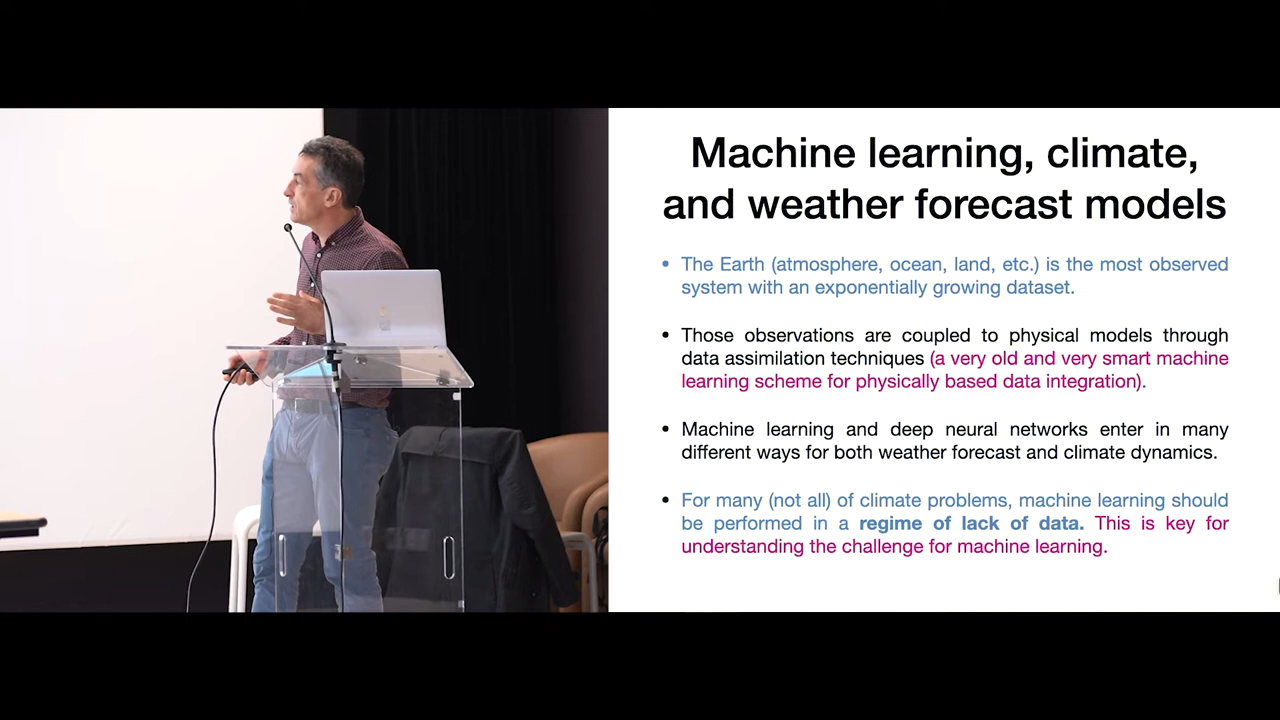 Machine learning, climate,
and weather forecast models
• The Earth (atmosphere, ocean, land, etc.) is the most observed
system with an exponentially growing dataset.
• Those observations are coupled to physical models through
data assimilation techniques (a very old and very smart machine
learning scheme for physically based data integration).
• Machine learning and deep neural networks enter in many
different ways for both weather forecast and climate dynamics.
• For many (not all) of climate problems, machine learning should
be performed in a regime of lack of data. This is key for
understanding the challenge for machine learning.